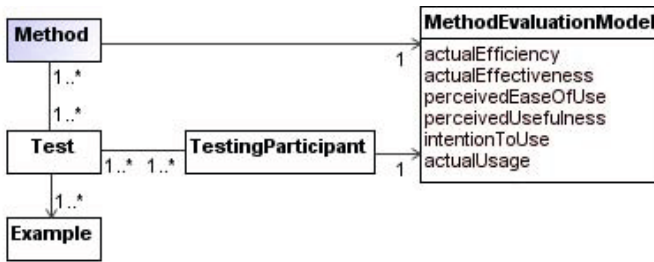 Method
1..*
1..*
Test
1..*
1..*
TestingParticipant
1..*
Example
1
1
MethodEvaluationModel
actualEfficiency
actualEffectiveness
perceivedEaseOfUse
perceivedUsefulness
intentionToUse
actualUsage